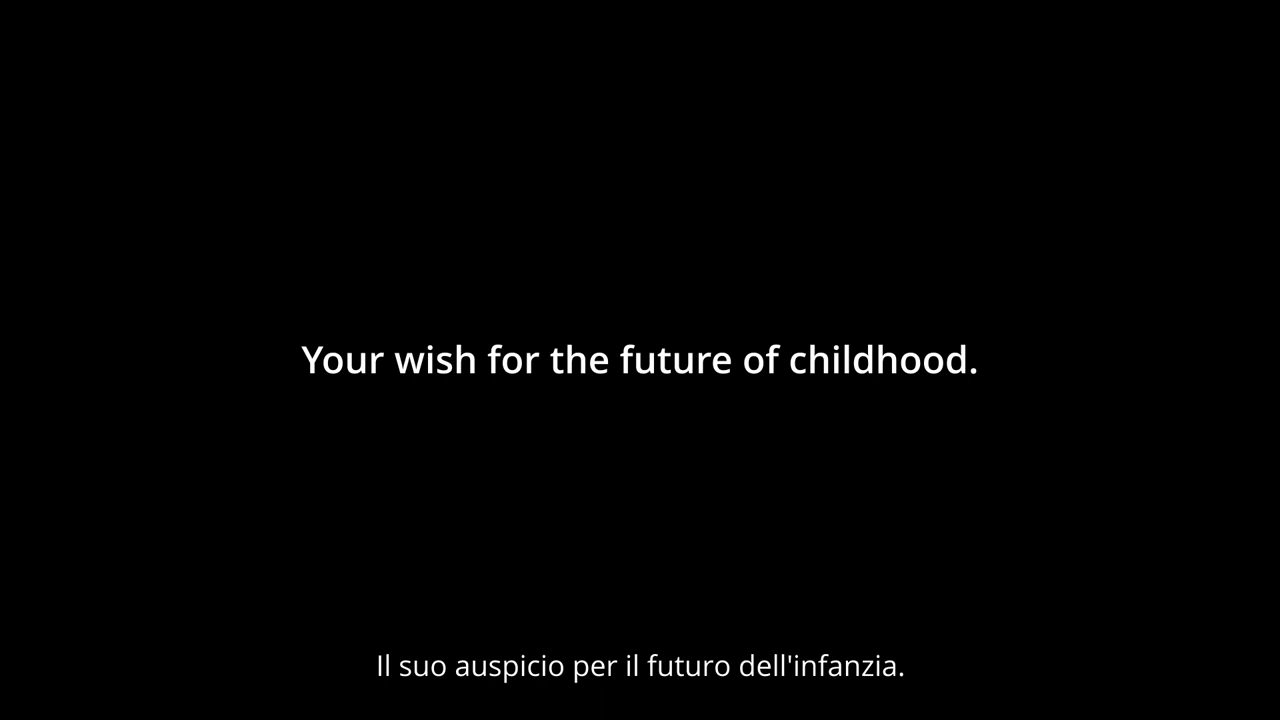 Your wish for the future of childhood.
Il suo auspicio per il futuro dell'infanzia.